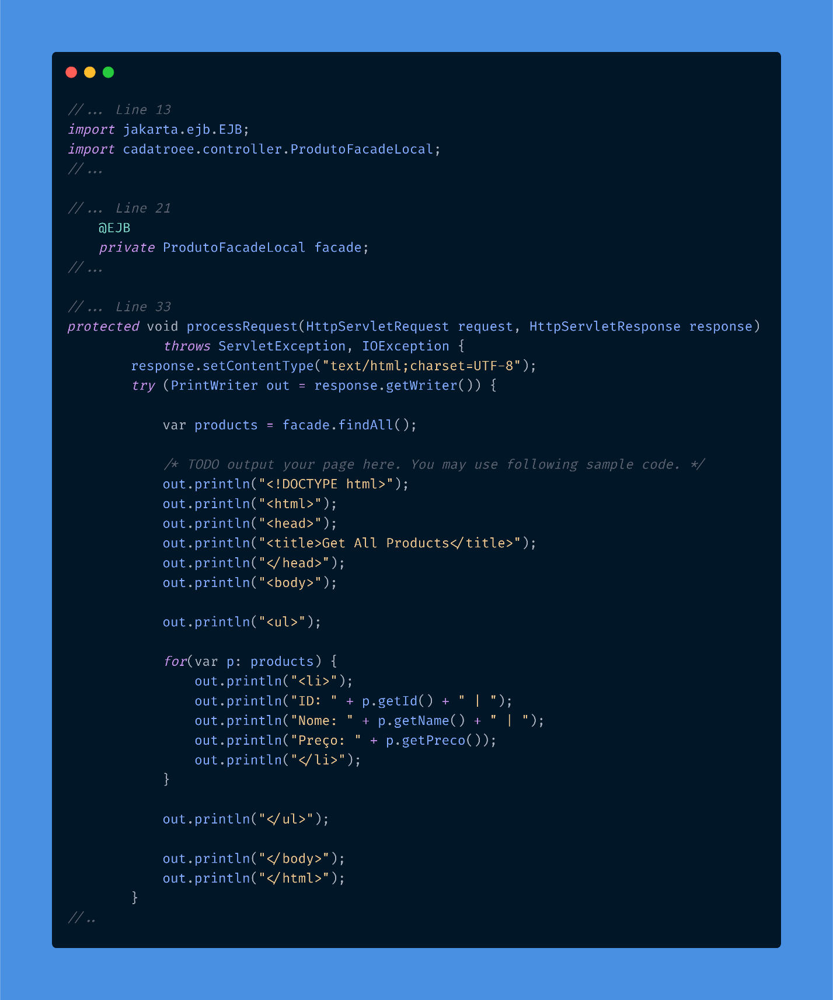 //... Line 13
import jakarta.ejb.EJB;
import cadatroee.controller.ProdutoFacadeLocal;
//...
//... Line 21
@EJB
private ProdutoFacadeLocal facade;
//...
//... Line 33
protected void processRequest(HttpServletRequest request, HttpServletResponse response)
throws ServletException, IOException {
response.setContentType("text/html;charset=UTF-8");
try (PrintWriter out = response.getWriter()) {
var products = facade.findAll();
/* TODO output your page here. You may use following sample code. */
out.println("<!DOCTYPE html>");
out.println("<html>");
out.println("<head>");
out.println("<title>Get All Products</title>");
out.println("</head>");
out.println("<body>");
out.println("<ul>");
for(var p: products) {
out.println("<li>");
out.println("ID: " + p.getId() + " | ");
out.println("Nome: " + p.getName() + " | ");
out.println("Preço: " + p.getPreco());
out.println("</li>");
}
out.println("</ul>");
out.println("</body>");
out.println("</html>");
}
//..